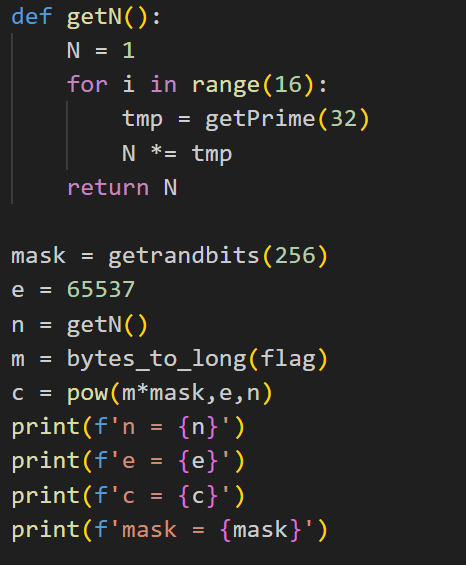 def getN():
    N = 1
    for i in range(16):
        tmp = getPrime(32)
        N *= tmp
    return N

mask = getrandbits(256)
e = 65537
n = getN()
m = bytes_to_long(flag)
c = pow(m*mask,e,n)
print(f'n = {n}')
print(f'e = {e}')
print(f'c = {c}')
print(f'mask = {mask}')